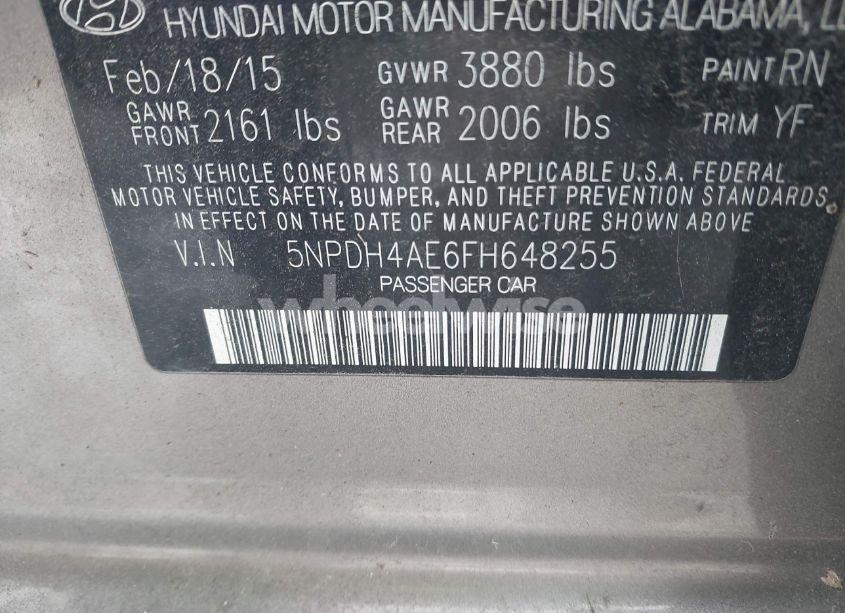 HYUNDAI MOTOR MANUFACTURING ALABAMA, LL
Feb/18/15 GVWR 3880 lbs PAINT RN
GAWR FRONT 2161 lbs GAWR REAR 2006 lbs TRIM YF
THIS VEHICLE CONFORMS TO ALL APPLICABLE U.S.A. FEDERAL
MOTOR VEHICLE SAFETY, BUMPER, AND THEFT PREVENTION STANDARDS
IN EFFECT ON THE DATE OF MANUFACTURE SHOWN ABOVE
V.I.N 5NPDH4AE6FH648255
PASSENGER CAR
wheelwise